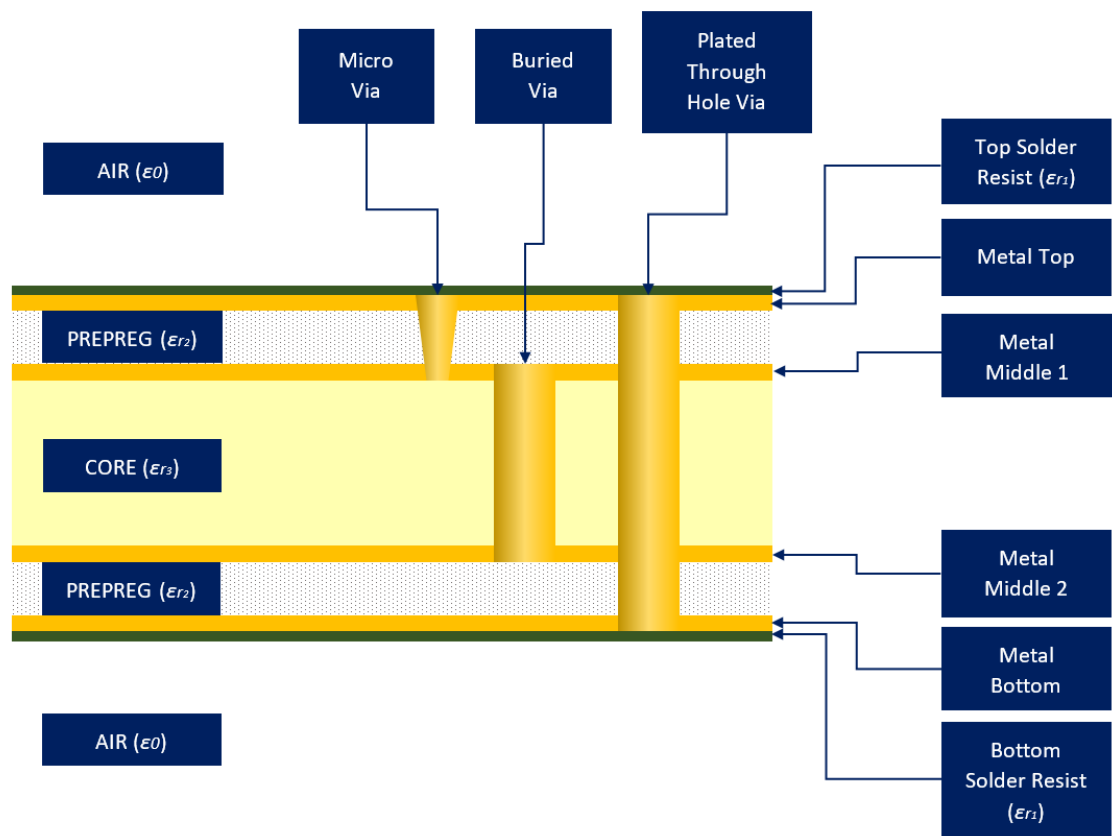 Micro
Via
Buried
Via
Plated
Through
Hole Via
AIR (ε0)
Top Solder
Resist (εr1)
Metal Top
PREPREG (εr2)
Metal
Middle 1
CORE (εr3)
Metal
Middle 2
PREPREG (εr2)
Metal
Bottom
AIR (ε0)
Bottom
Solder Resist
(εr1)